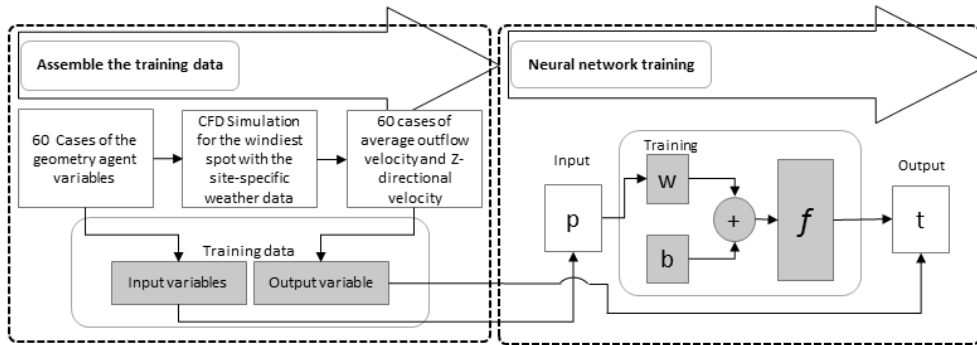 Assemble the training data
60 Cases of the
geometry agent
variables
CFD Simulation
for the windiest
spot with the
site-specific
weather data
60 cases of
average outflow
velocity and Z-
directional
velocity
Training data
Input variables
Output variable
Neural network training
Input
p
Training
w
b
+
f
Output
t